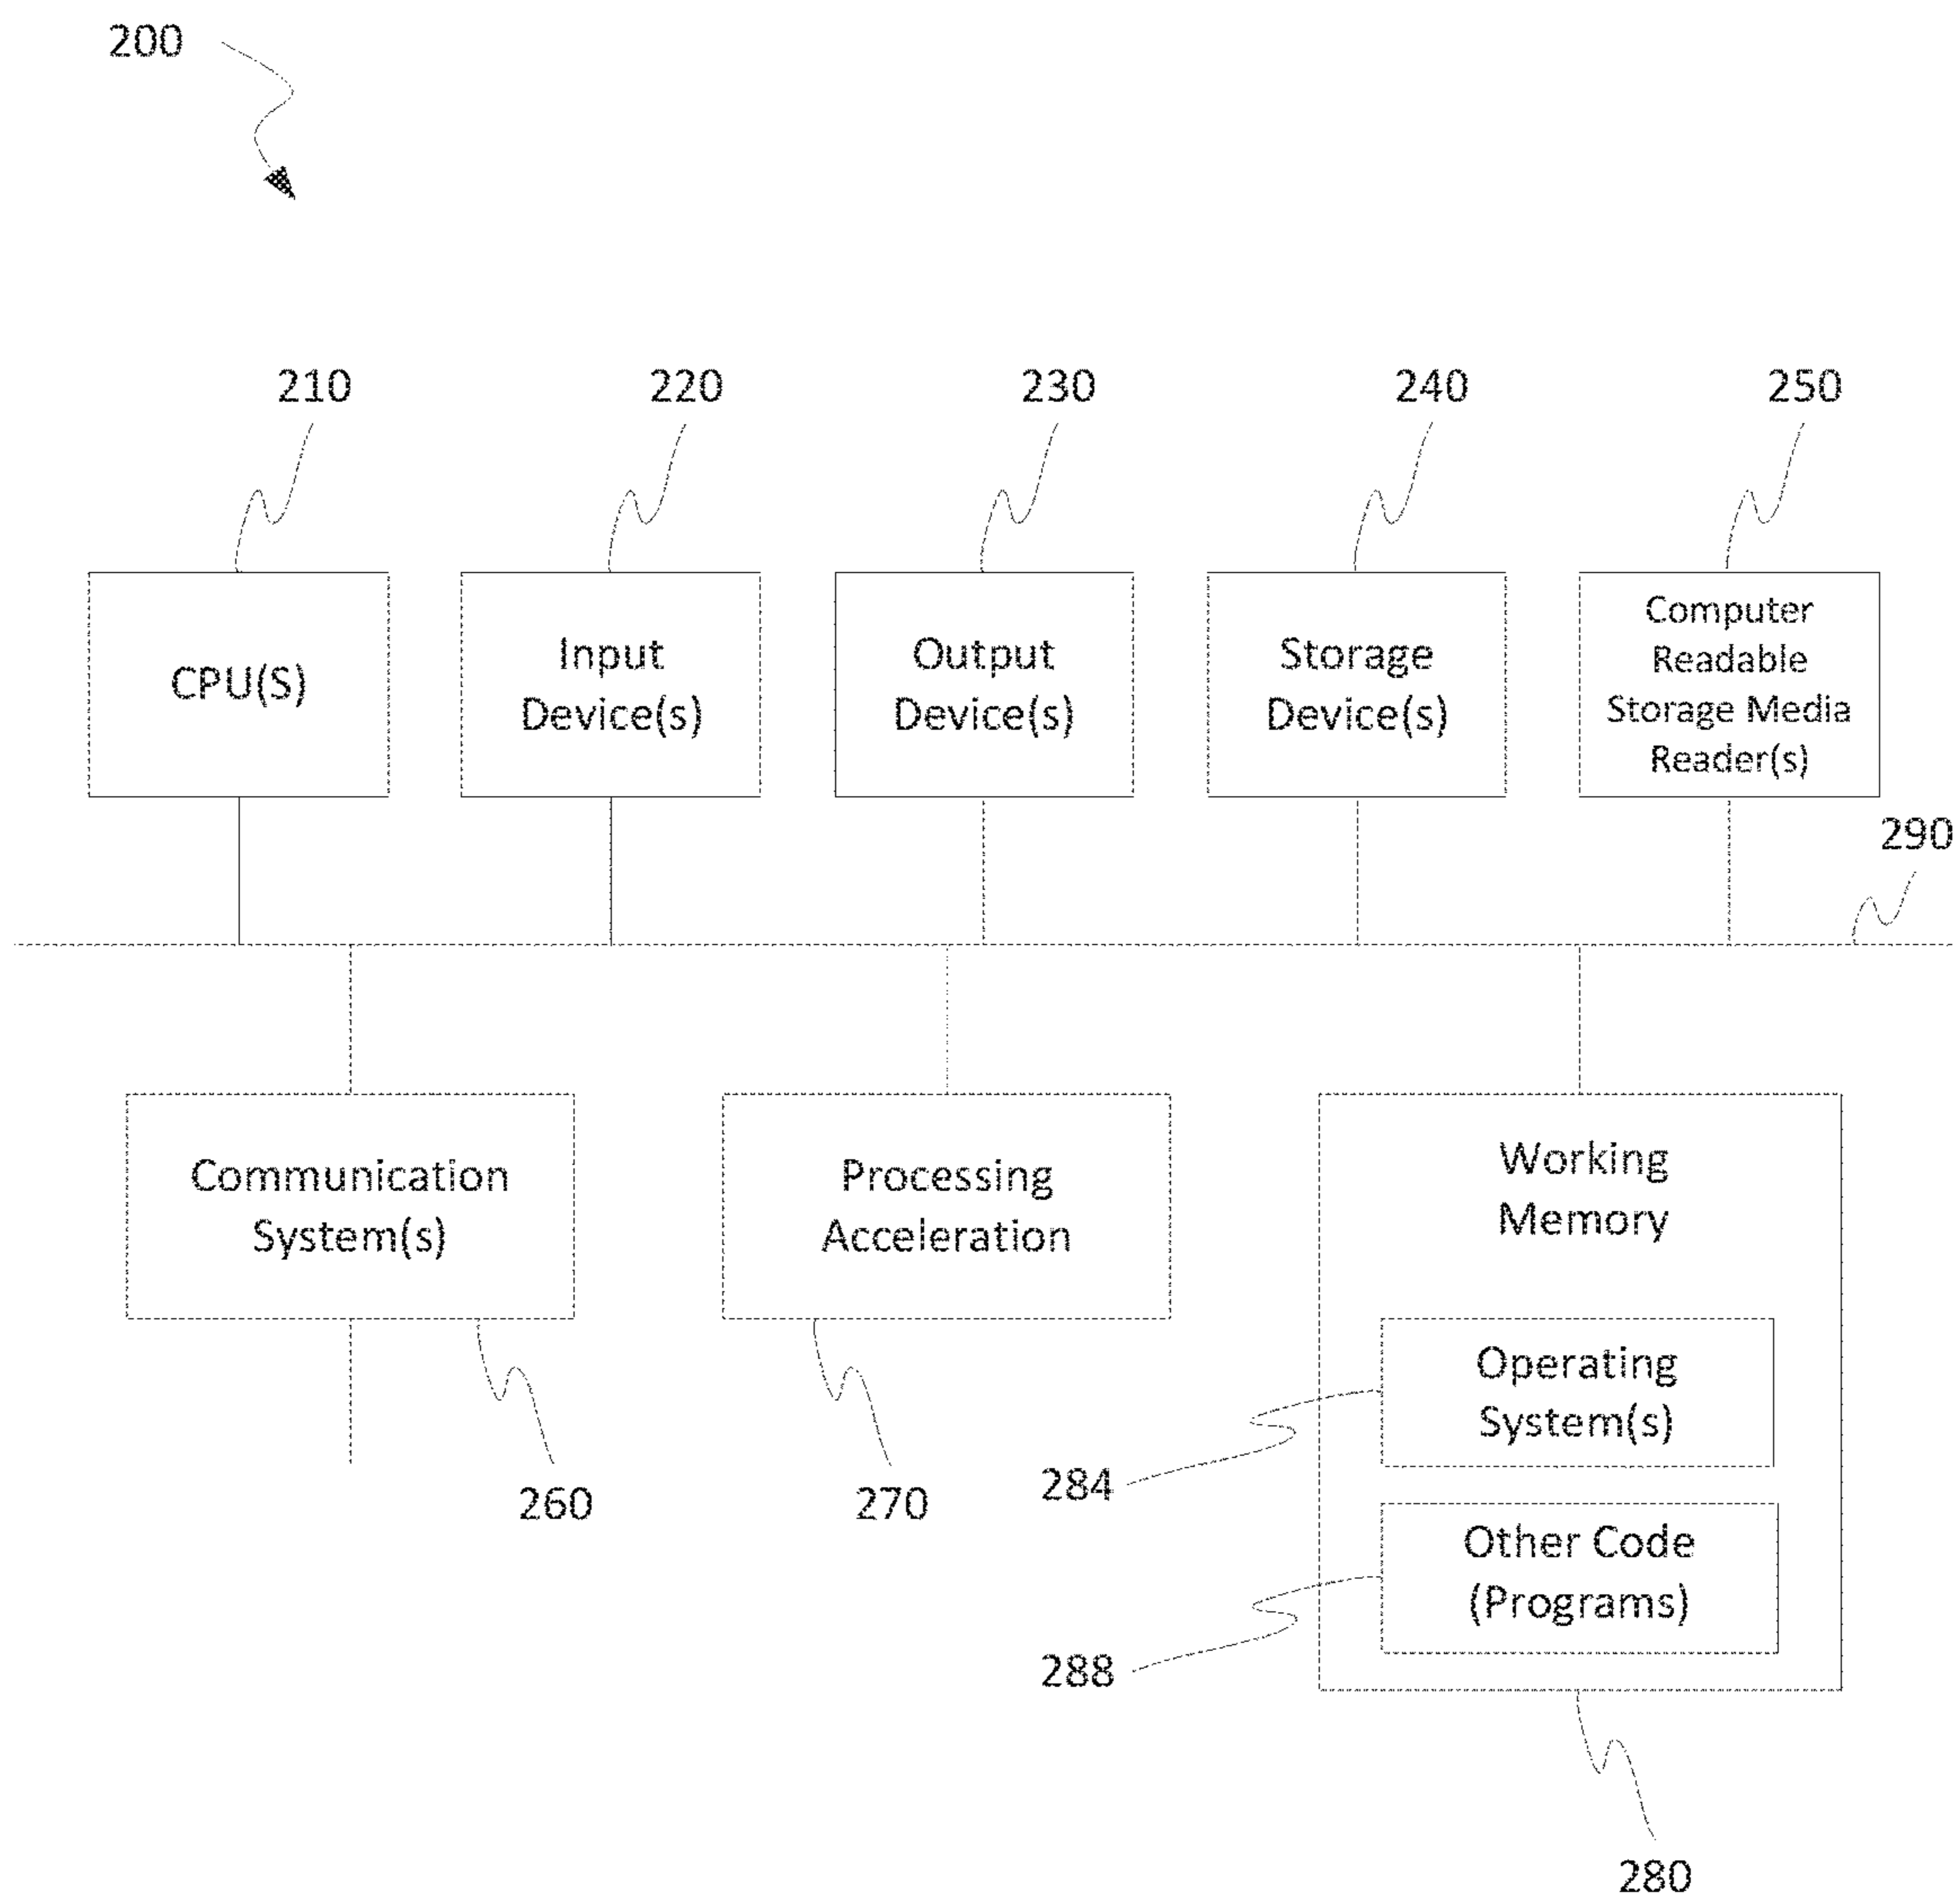 200
210
220
230
240
250
CPU(S)
Input
Device(s)
Output
Device(s)
Storage
Device(s)
Computer
Readable
Storage Media
Reader(s)
290
Communication
System(s)
Processing
Acceleration
Working
Memory
Operating
System(s)
284
260
270
Other Code
(Programs)
288
280